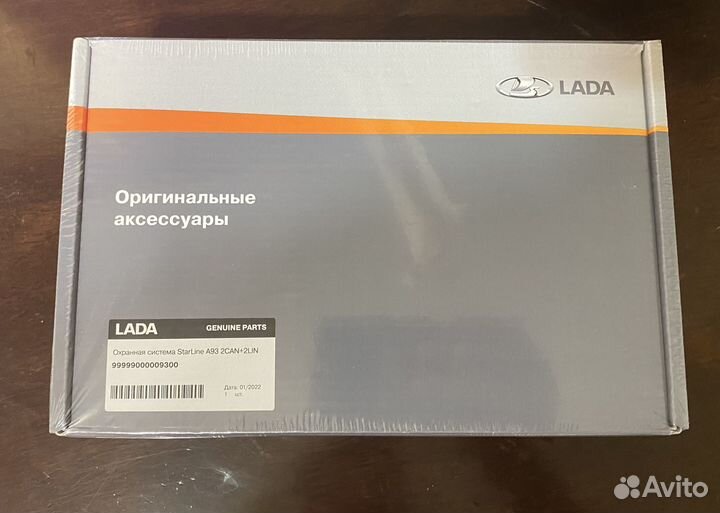 LADA
Оригинальные
аксессуары
LADA GENUINE PARTS
Охранная система StarLine A93 2CAN+2LIN
99999000009300
Дата: 01/2022
1 шт.
Avito